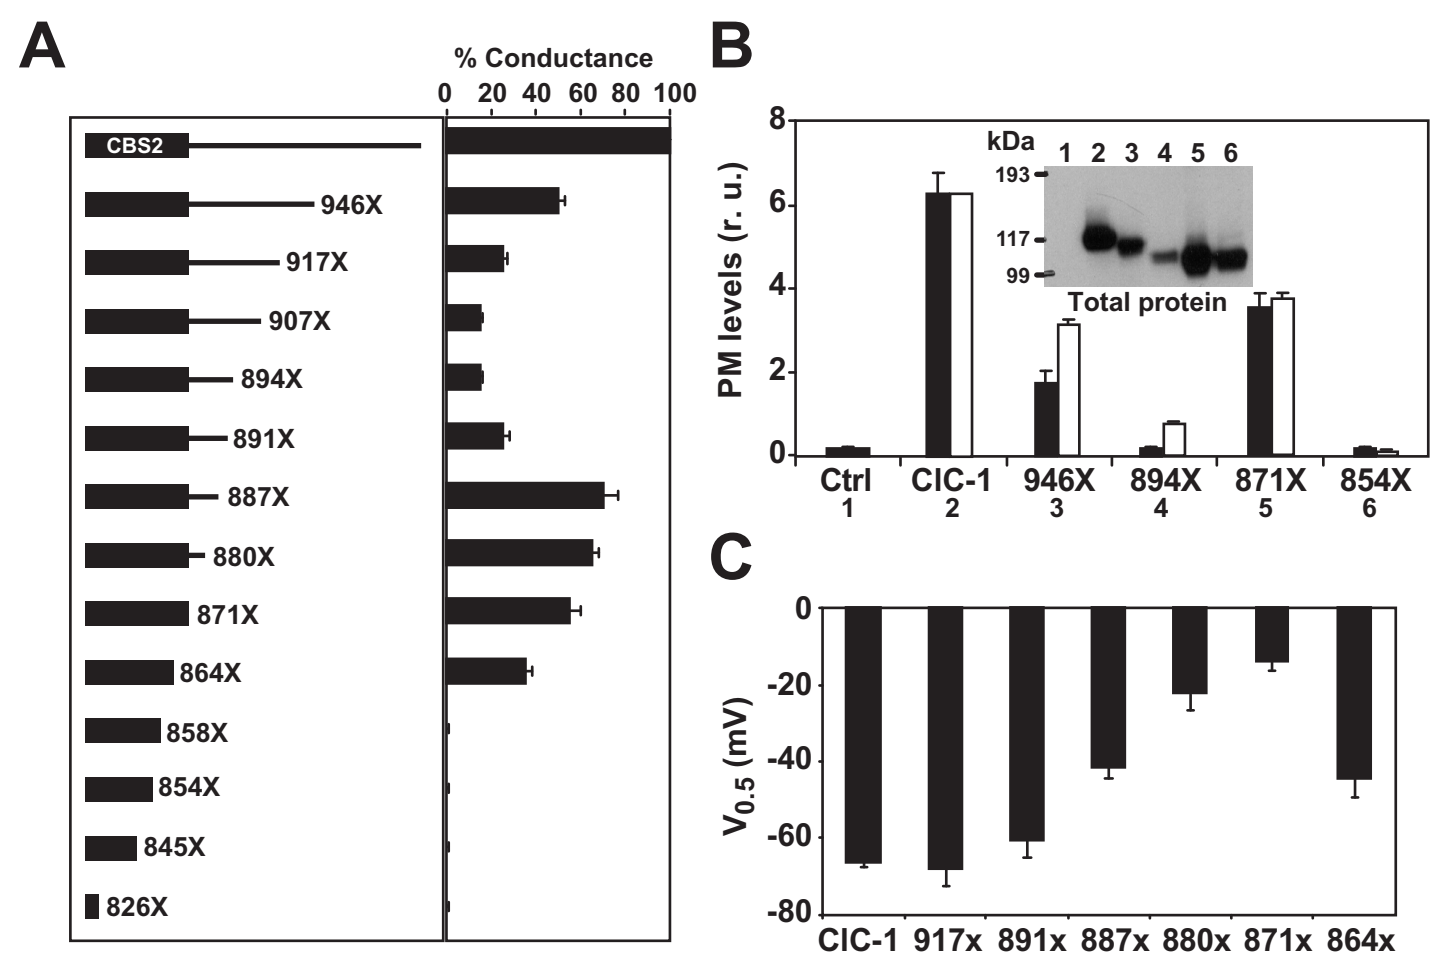 A
% Conductance
0 20 40 60 80 100
CBS2
946X
917X
907X
894X
891X
887X
880X
871X
864X
858X
854X
845X
826X
B
PM levels (r. u.)
8
6
4
2
0
kDa 1 2 3 4 5 6
193
117
99
Total protein
Ctrl ClC-1 946X 894X 871X 854X
1 2 3 4 5 6
C
V0.5 (mV)
0
-20
-40
-60
-80
ClC-1 917x 891x 887x 880x 871x 864x